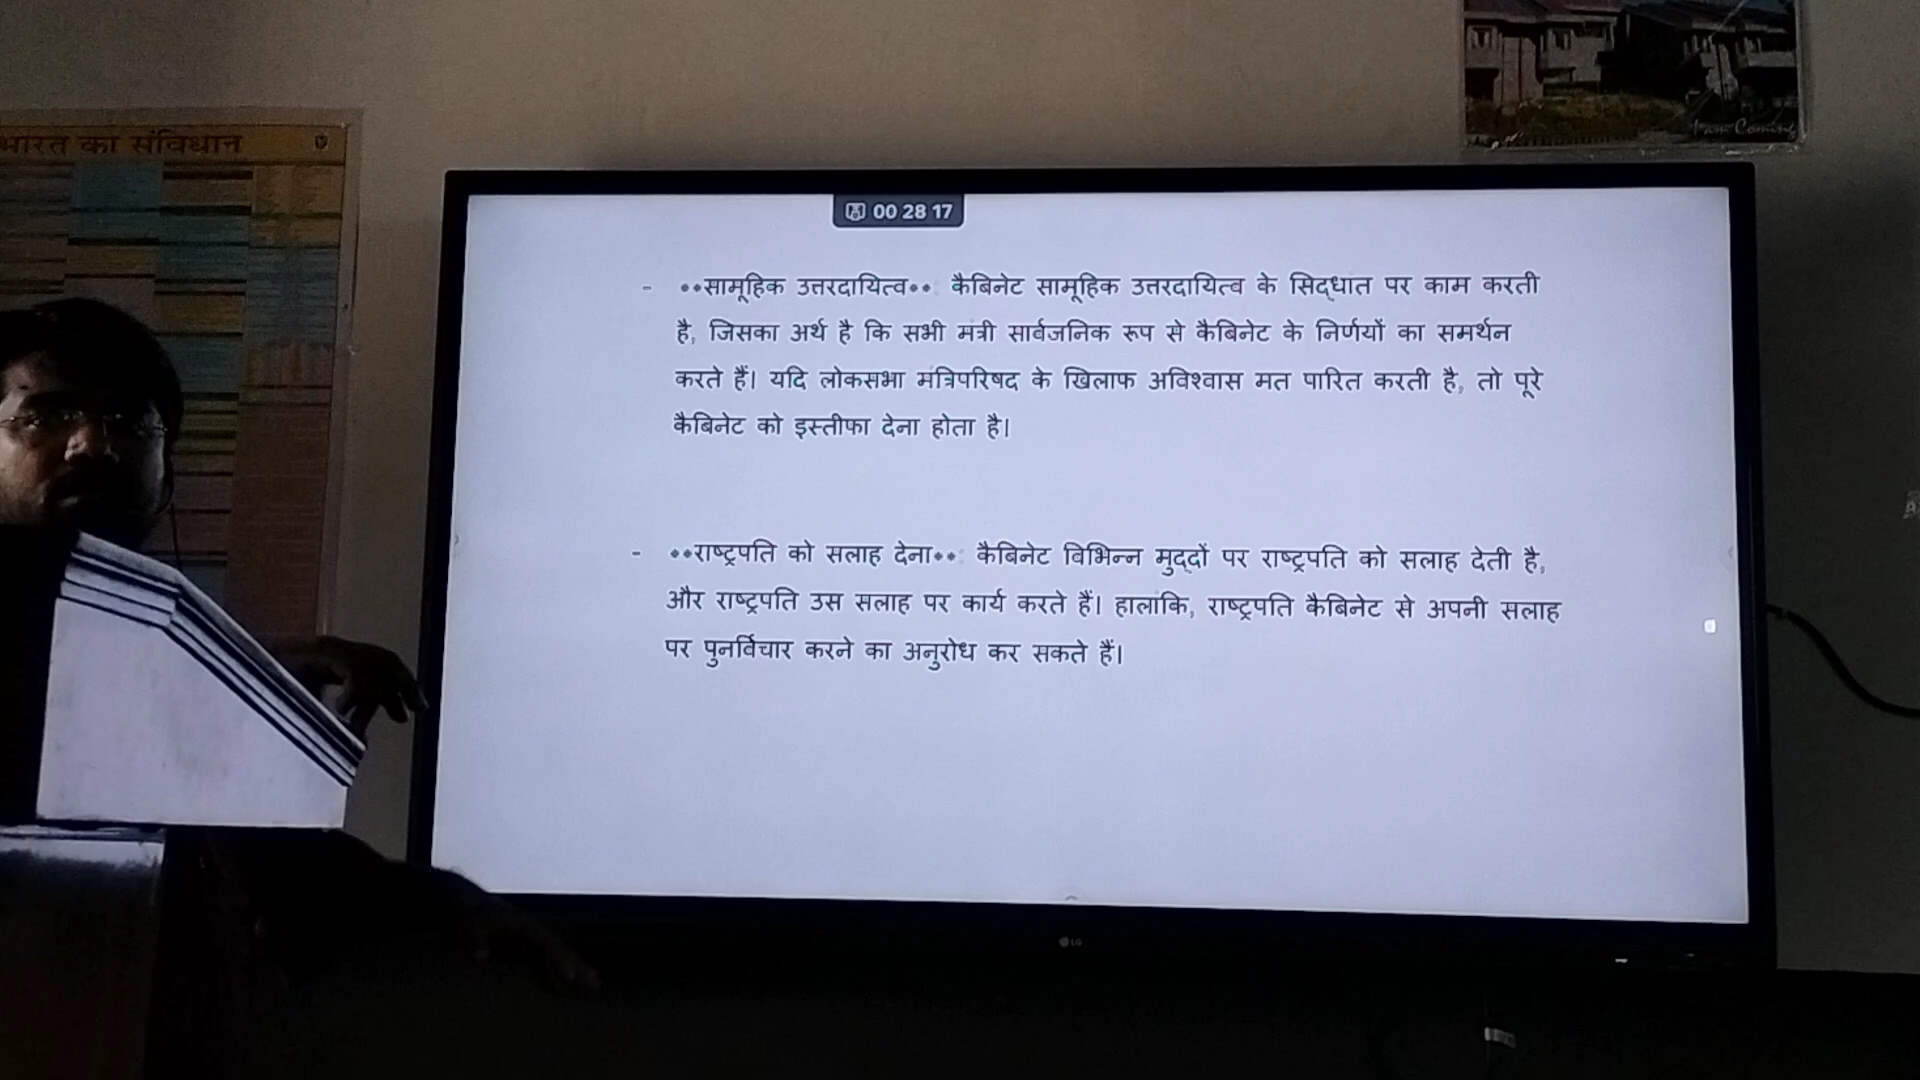 भारत का संविधान
I am Coming
00 28 17
- **सामूहिक उत्तरदायित्व**: कैबिनेट सामूहिक उत्तरदायित्व के सिद्धांत पर काम करती
है, जिसका अर्थ है कि सभी मंत्री सार्वजनिक रूप से कैबिनेट के निर्णयों का समर्थन
करते हैं। यदि लोकसभा मंत्रिपरिषद के खिलाफ अविश्वास मत पारित करती है, तो पूरे
कैबिनेट को इस्तीफा देना होता है।
- **राष्ट्रपति को सलाह देना**: कैबिनेट विभिन्न मुद्दों पर राष्ट्रपति को सलाह देती है,
और राष्ट्रपति उस सलाह पर कार्य करते हैं। हालांकि, राष्ट्रपति कैबिनेट से अपनी सलाह
पर पुनर्विचार करने का अनुरोध कर सकते हैं।
LG